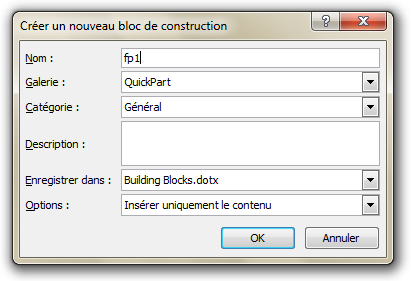 Créer un nouveau bloc de construction
Nom : fp1
Galerie : QuickPart
Catégorie : Général
Description :
Enregistrer dans : Building Blocks.dotx
Options : Insérer uniquement le contenu
OK Annuler